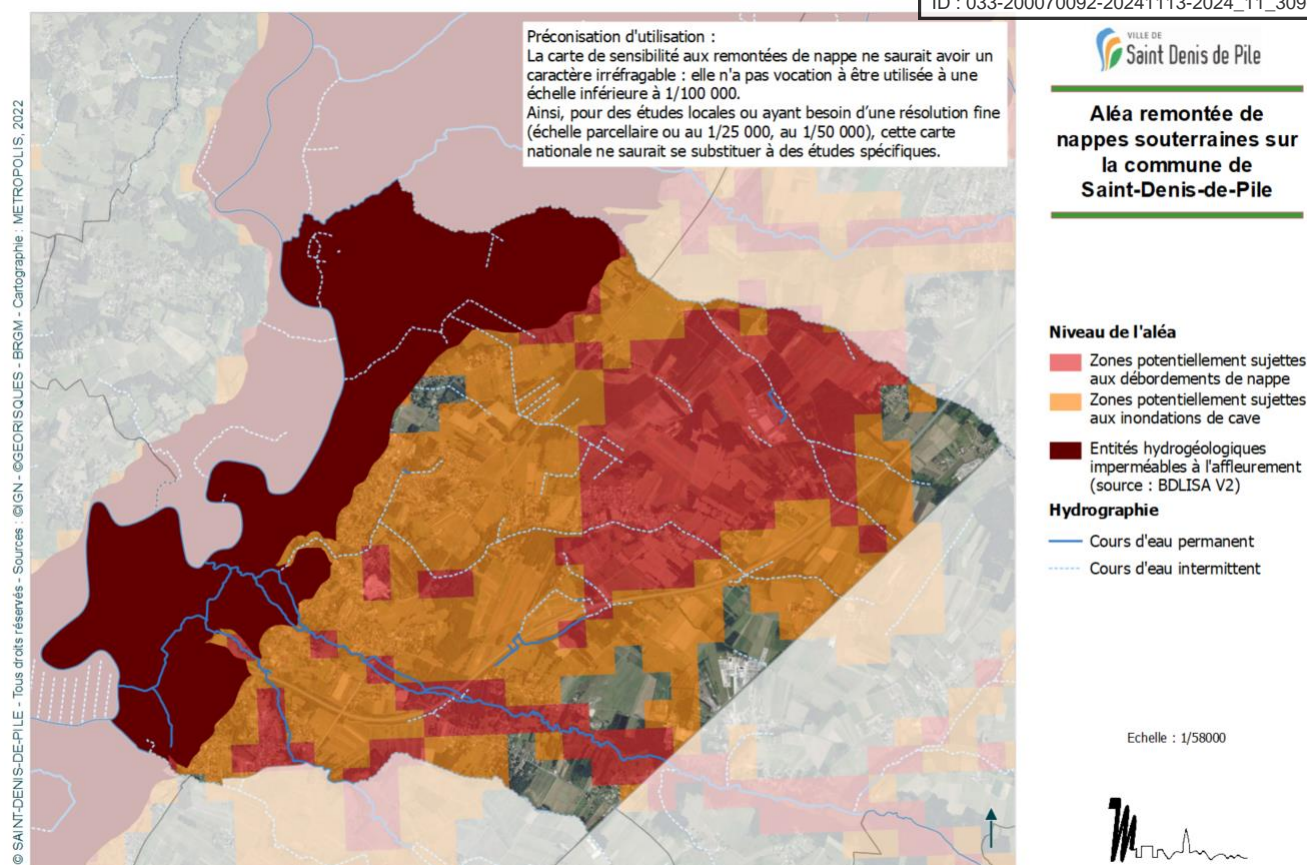 ID : 033-200070092-20241113-2024_11_309
Préconisation d'utilisation :
La carte de sensibilité aux remontées de nappe ne saurait avoir un
caractère irréfragable : elle n'a pas vocation à être utilisée à une
échelle inférieure à 1/100 000.
Ainsi, pour des études locales ou ayant besoin d'une résolution fine
(échelle parcellaire ou au 1/25 000, au 1/50 000), cette carte
nationale ne saurait se substituer à des études spécifiques.
VILLE DE
Saint Denis de Pile
Aléa remontée de
nappes souterraines sur
la commune de
Saint-Denis-de-Pile
Niveau de l'aléa
Zones potentiellement sujettes
aux débordements de nappe
Zones potentiellement sujettes
aux inondations de cave
Entités hydrogéologiques
imperméables à l'affleurement
(source : BDLISA V2)
Hydrographie
Cours d'eau permanent
Cours d'eau intermittent
Echelle : 1/58000
© SAINT-DENIS-DE-PILE - Tous droits réservés - Sources : ©IGN - ©GEORISQUES - BRGM - Cartographie : METROPOLIS, 2022